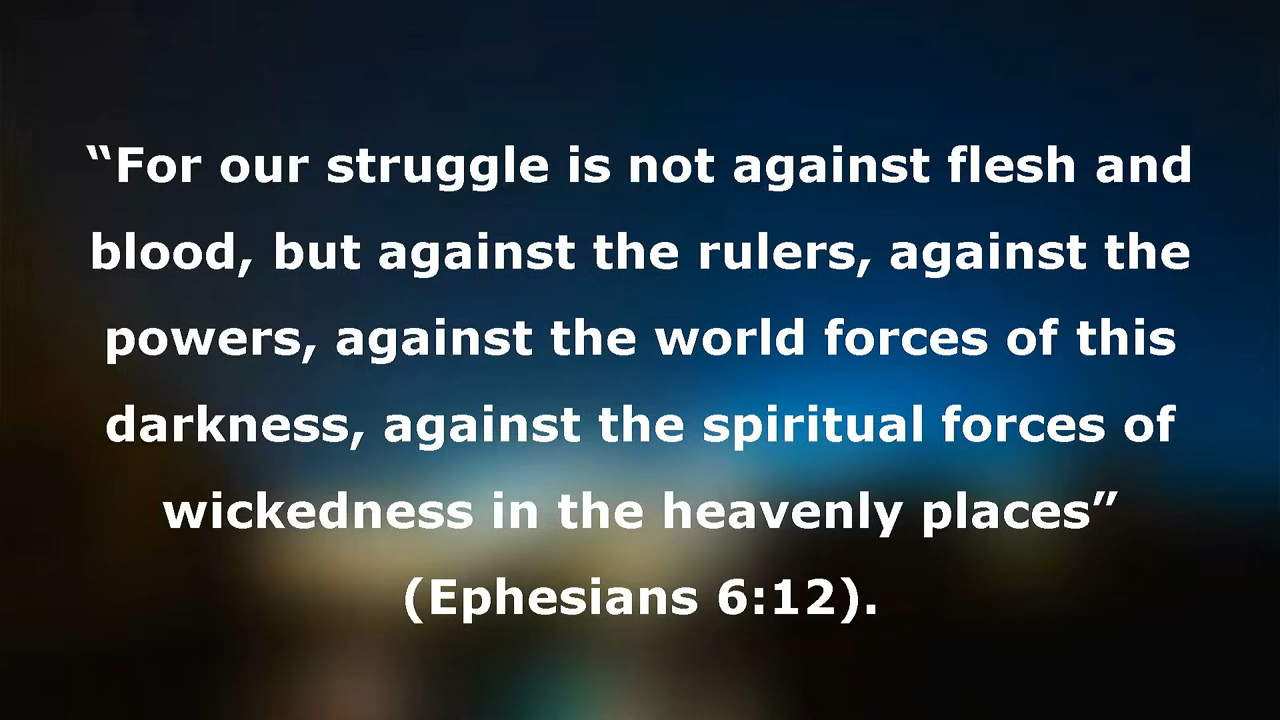 “For our struggle is not against flesh and
blood, but against the rulers, against the
powers, against the world forces of this
darkness, against the spiritual forces of
wickedness in the heavenly places”
(Ephesians 6:12).